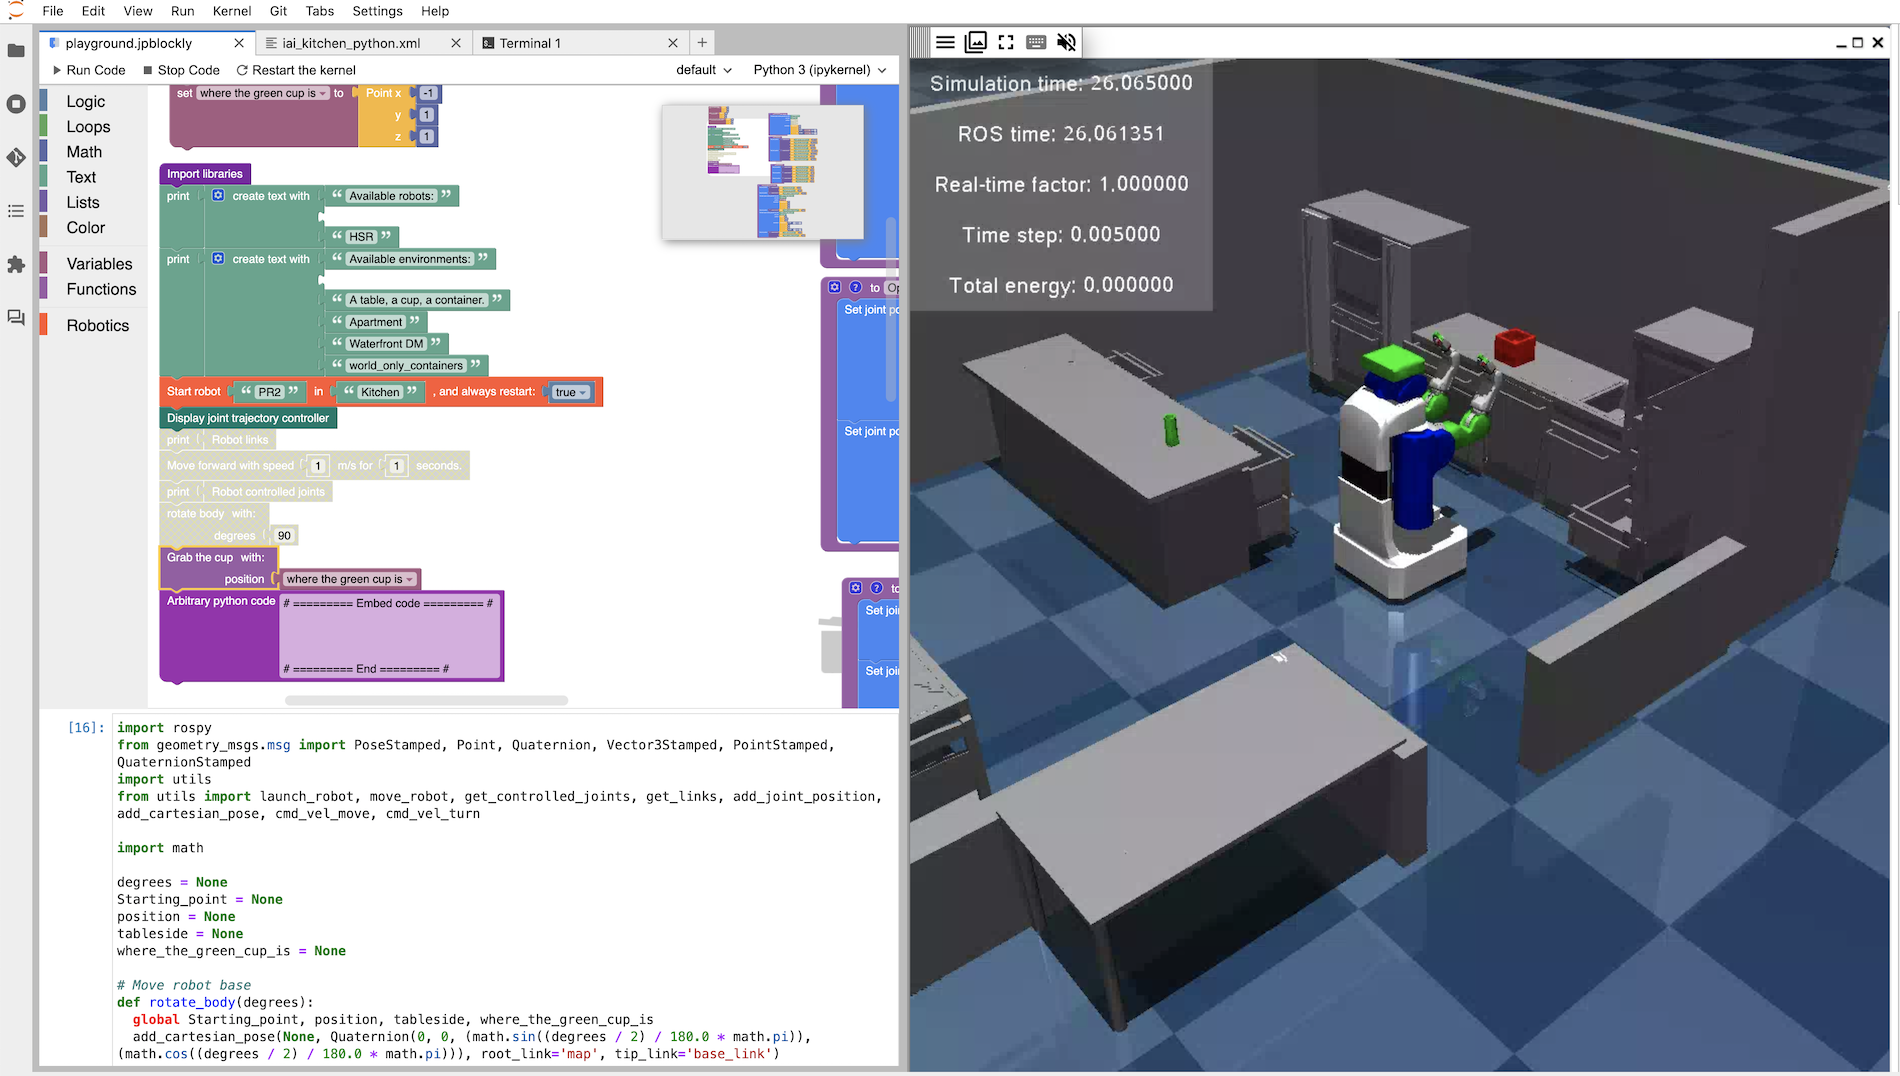 File Edit View Run Kernel Git Tabs Settings Help
playground.jpblockly
iai_kitchen_python.xml
Terminal 1
Run Code Stop Code Restart the kernel default Python 3 (ipykernel)
Logic
Loops
Math
Text
Lists
Color
Variables
Functions
Robotics
set where the green cup is to Point x -1
y 1
z 1
Import libraries
print create text with “ Available robots: ”
“ HSR ”
print create text with “ Available environments: ”
“ A table, a cup, a container. ”
“ Apartment ”
“ Waterfront DM ”
“ world_only_containers ”
Start robot “ PR2 ” in “ Kitchen ” , and always restart: true
Display joint trajectory controller
print Robot links
Move forward with speed 1 m/s for 1 seconds.
print Robot controlled joints
rotate body with:
degrees 90
Grab the cup with:
position where the green cup is
Arbitrary python code # ========= Embed code ========= #
# ========= End ========= #
? to
Set joint
Set joint
?
Set
Set
[16]: import rospy
from geometry_msgs.msg import PoseStamped, Point, Quaternion, Vector3Stamped, PointStamped,
QuaternionStamped
import utils
from utils import launch_robot, move_robot, get_controlled_joints, get_links, add_joint_position,
add_cartesian_pose, cmd_vel_move, cmd_vel_turn
import math
degrees = None
Starting_point = None
position = None
tableside = None
where_the_green_cup_is = None
# Move robot base
def rotate_body(degrees):
global Starting_point, position, tableside, where_the_green_cup_is
add_cartesian_pose(None, Quaternion(0, 0, (math.sin((degrees / 2) / 180.0 * math.pi)),
(math.cos((degrees / 2) / 180.0 * math.pi))), root_link='map', tip_link='base_link')
Simulation time: 26.065000
ROS time: 26.061351
Real-time factor: 1.000000
Time step: 0.005000
Total energy: 0.000000